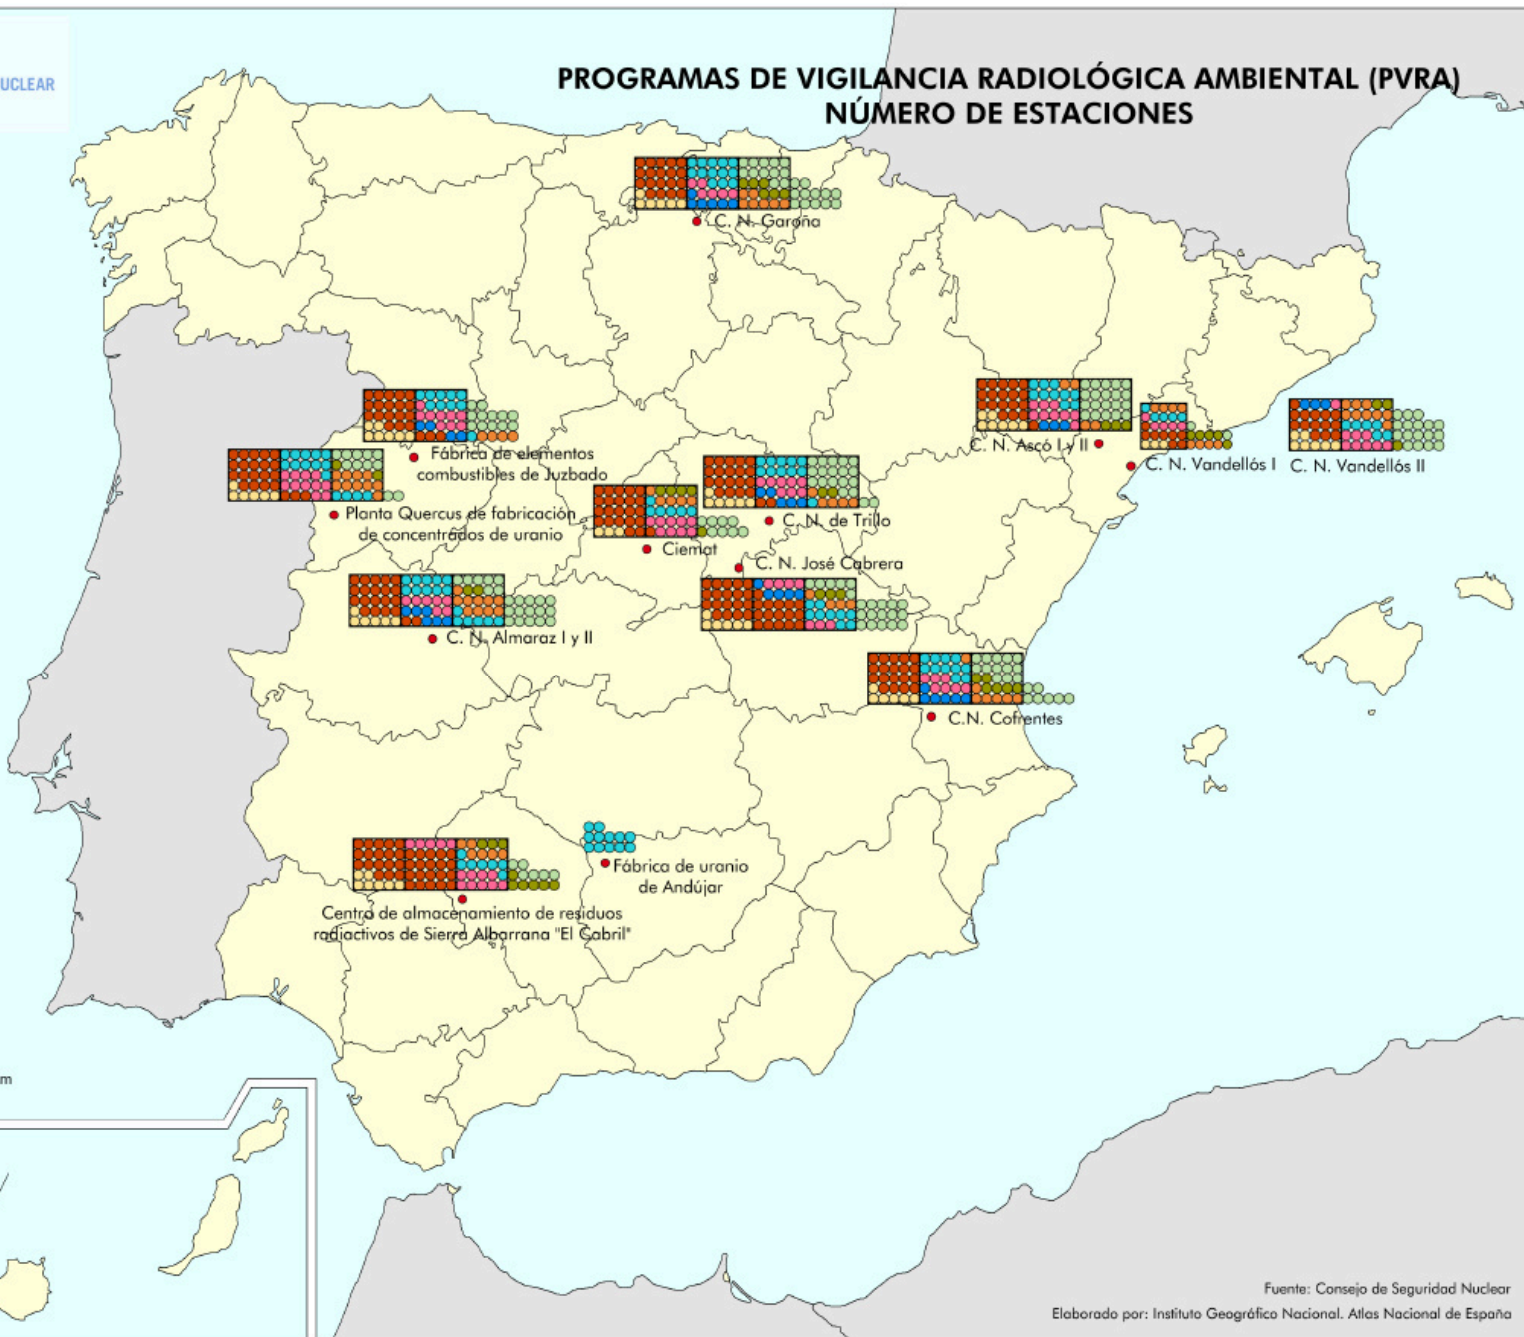 UCLEAR
PROGRAMAS DE VIGILANCIA RADIOLÓGICA AMBIENTAL (PVRA)
NÚMERO DE ESTACIONES
C. N. Garoña
Fábrica de elementos
combustibles de Juzbado
C. N. Ascó I y II
C. N. Vandellós I
C. N. Vandellós II
Planta Quercus de fabricación
de concentrados de uranio
C. N. de Trillo
Ciemat
C. N. José Cabrera
C. N. Almaraz I y II
C.N. Cofrentes
Fábrica de uranio
de Andújar
Centro de almacenamiento de residuos
radiactivos de Sierra Albarrana "El Cabril"
m
Fuente: Consejo de Seguridad Nuclear
Elaborado por: Instituto Geográfico Nacional. Atlas Nacional de España